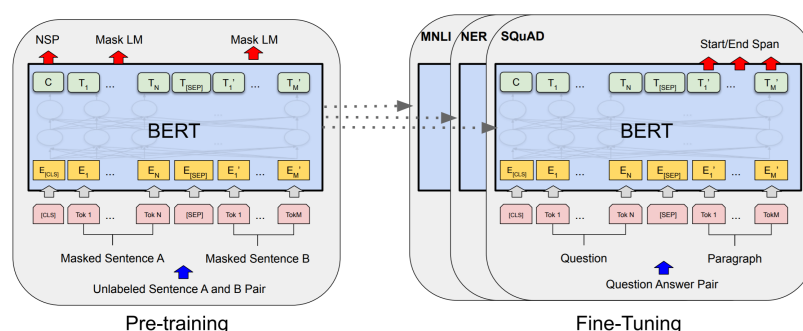 NSP Mask LM Mask LM
C T1 ... TN T[SEP] T1' ... TM'
BERT
E[CLS] E1 ... EN E[SEP] E1' ... EM'
[CLS] Tok 1 ... Tok N [SEP] Tok 1 ... TokM
Masked Sentence A Masked Sentence B
Unlabeled Sentence A and B Pair
Pre-training
MNLI NER SQuAD
Start/End Span
C T1 ... TN T[SEP] T1' ... TM'
BERT
E[CLS] E1 ... EN E[SEP] E1' ... EM'
[CLS] Tok 1 ... Tok N [SEP] Tok 1 ... TokM
Question Paragraph
Question Answer Pair
Fine-Tuning